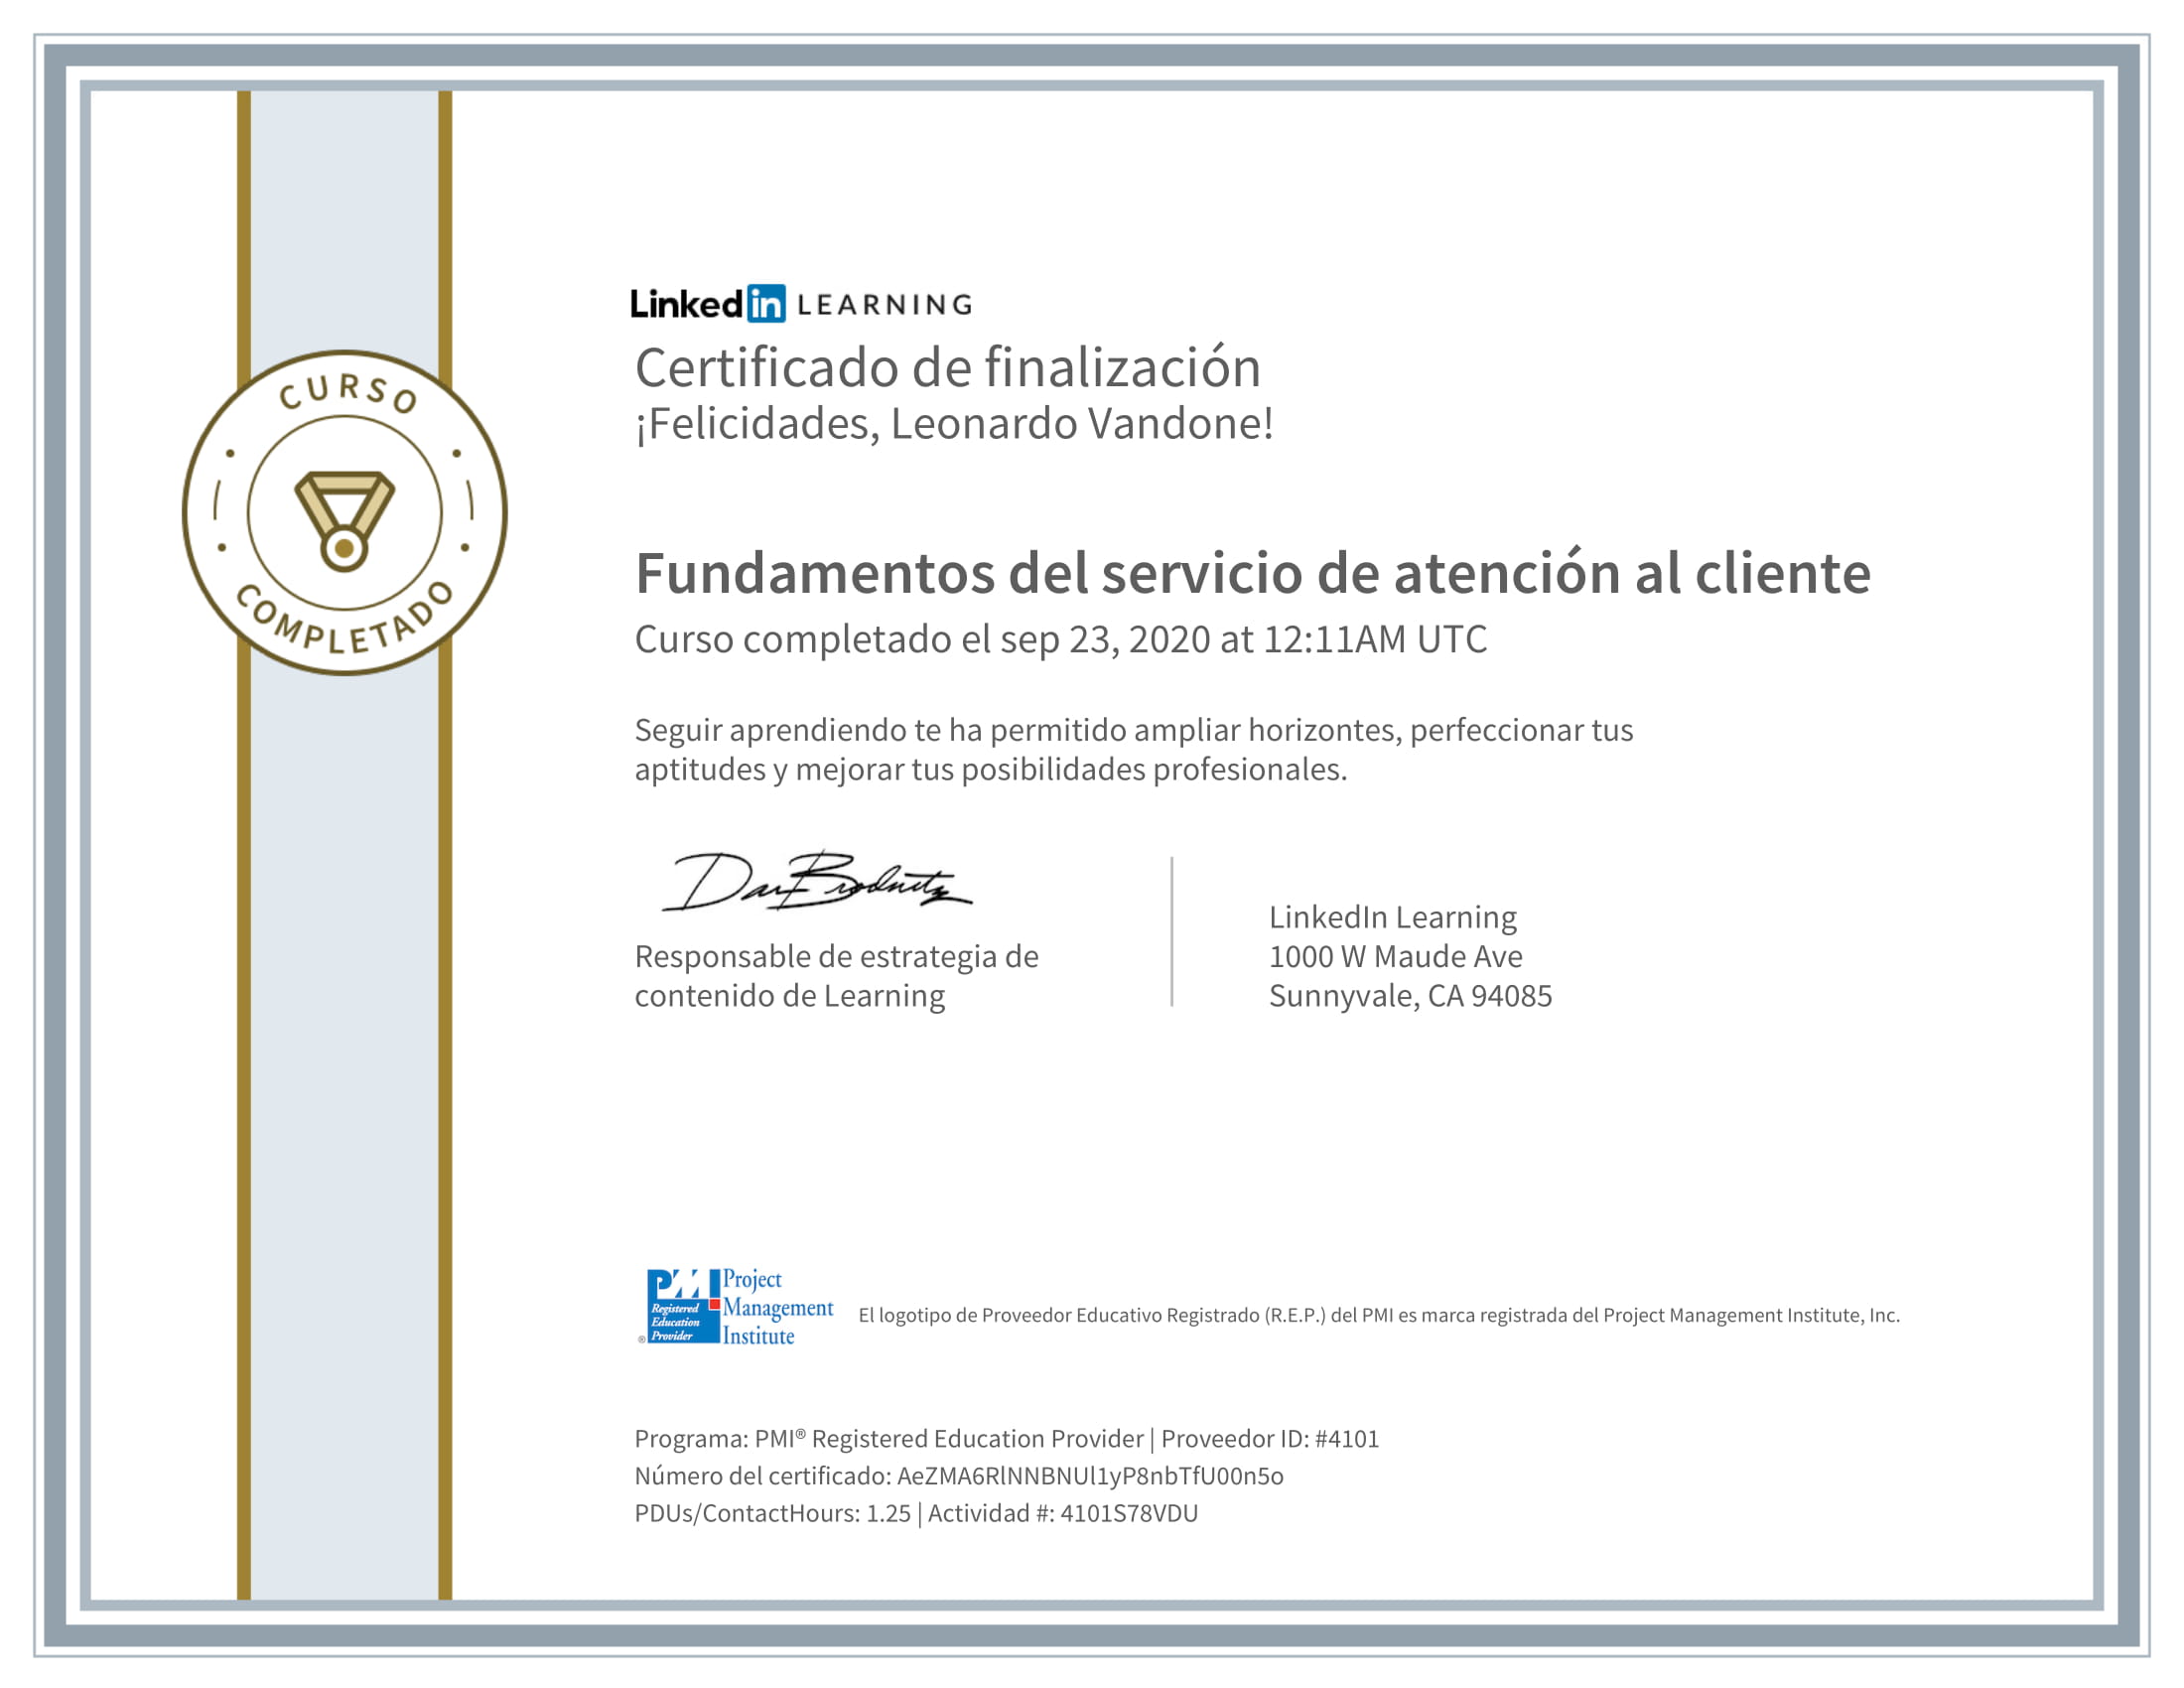 CURSO
COMPLETADO
Linked in LEARNING
Certificado de finalización
¡Felicidades, Leonardo Vandone!
Fundamentos del servicio de atención al cliente
Curso completado el sep 23, 2020 at 12:11AM UTC
Seguir aprendiendo te ha permitido ampliar horizontes, perfeccionar tus
aptitudes y mejorar tus posibilidades profesionales.
Dan Brodnitz
Responsable de estrategia de
contenido de Learning
LinkedIn Learning
1000 W Maude Ave
Sunnyvale, CA 94085
PMI
Registered
Education
® Provider
Project
Management
Institute
El logotipo de Proveedor Educativo Registrado (R.E.P.) del PMI es marca registrada del Project Management Institute, Inc.
Programa: PMI® Registered Education Provider | Proveedor ID: #4101
Número del certificado: AeZMA6RlNNBNUl1yP8nbTfU00n5o
PDUs/ContactHours: 1.25 | Actividad #: 4101S78VDU